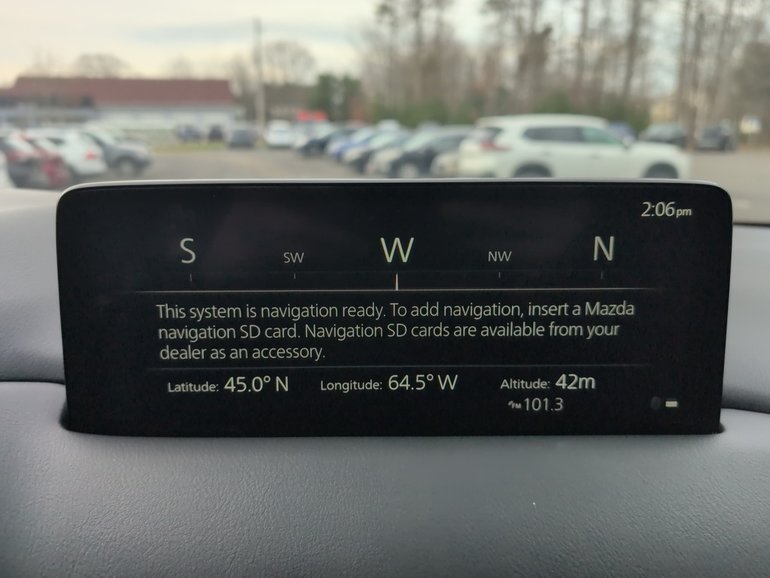 2:06pm
S SW W NW N
This system is navigation ready. To add navigation, insert a Mazda
navigation SD card. Navigation SD cards are available from your
dealer as an accessory.
Latitude: 45.0° N Longitude: 64.5° W Altitude: 42m
FM 101.3